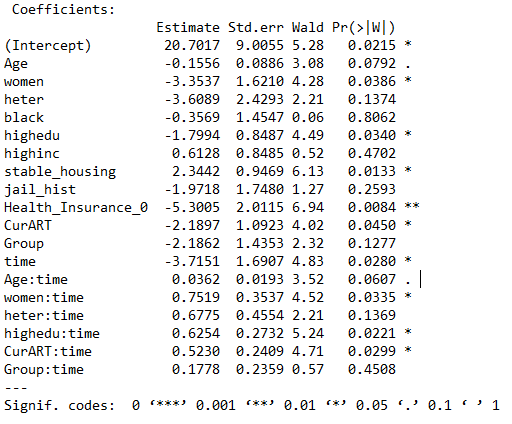 Coefficients:
Estimate Std.err Wald Pr(>|W|)
(Intercept) 20.7017 9.0055 5.28 0.0215 *
Age -0.1556 0.0886 3.08 0.0792 .
women -3.3537 1.6210 4.28 0.0386 *
heter -3.6089 2.4293 2.21 0.1374
black -0.3569 1.4547 0.06 0.8062
highedu -1.7994 0.8487 4.49 0.0340 *
highinc 0.6128 0.8485 0.52 0.4702
stable_housing 2.3442 0.9469 6.13 0.0133 *
jail_hist -1.9718 1.7480 1.27 0.2593
Health_Insurance_0 -5.3005 2.0115 6.94 0.0084 **
CurART -2.1897 1.0923 4.02 0.0450 *
Group -2.1862 1.4353 2.32 0.1277
time -3.7151 1.6907 4.83 0.0280 *
Age:time 0.0362 0.0193 3.52 0.0607 .
women:time 0.7519 0.3537 4.52 0.0335 *
heter:time 0.6775 0.4554 2.21 0.1369
highedu:time 0.6254 0.2732 5.24 0.0221 *
CurART:time 0.5230 0.2409 4.71 0.0299 *
Group:time 0.1778 0.2359 0.57 0.4508
---
Signif. codes: 0 ‘***’ 0.001 ‘**’ 0.01 ‘*’ 0.05 ‘.’ 0.1 ‘ ’ 1